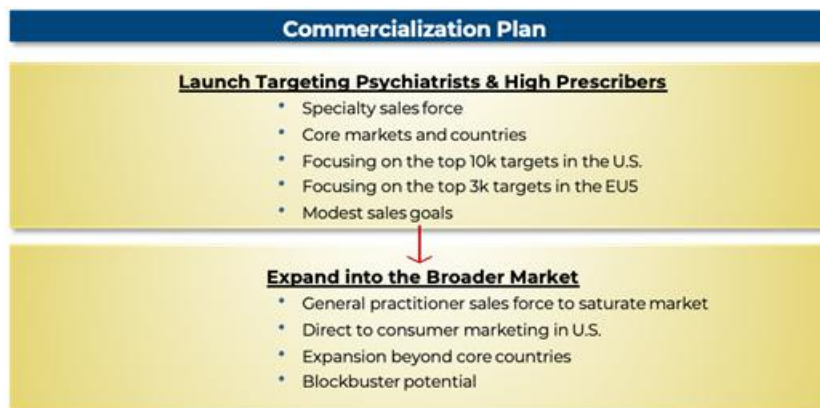 Commercialization Plan
Launch Targeting Psychiatrists & High Prescribers
• Specialty sales force
• Core markets and countries
• Focusing on the top 10k targets in the U.S.
• Focusing on the top 3k targets in the EU5
• Modest sales goals
Expand into the Broader Market
• General practitioner sales force to saturate market
• Direct to consumer marketing in U.S.
• Expansion beyond core countries
• Blockbuster potential